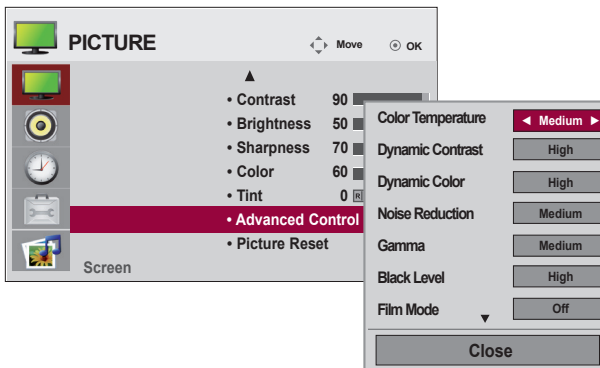 PICTURE
Move
OK
• Contrast 90
• Brightness 50
• Sharpness 70
• Color 60
• Tint 0 R
• Advanced Control
• Picture Reset
Screen
Color Temperature ◄ Medium ►
Dynamic Contrast High
Dynamic Color High
Noise Reduction Medium
Gamma Medium
Black Level High
Film Mode Off
Close